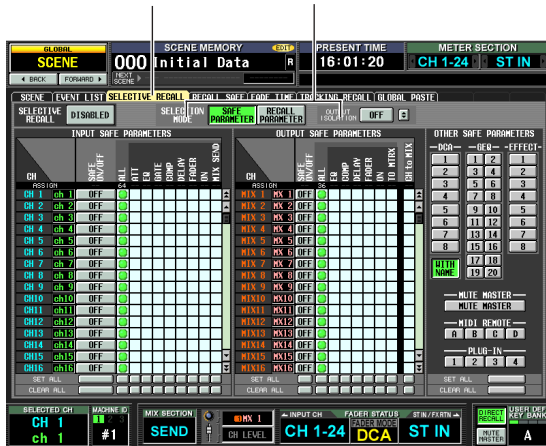 GLOBAL
SCENE
BACK FORWARD
SCENE MEMORY EDIT
000 Initial Data R
NEXT SCENE
PRESENT TIME
16:01:20
METER SECTION
CH 1-24 ST IN
SCENE EVENT LIST SELECTIVE RECALL RECALL SAFE FADE TIME TRACKING RECALL GLOBAL PASTE
SELECTIVE RECALL DISABLED
SELECTION MODE SAFE PARAMETER RECALL PARAMETER
OUTPUT ISOLATION OFF
INPUT SAFE PARAMETERS
CH SAFE ON/OFF ALL ATT EQ GATE COMP DELAY FADER ON MIX SEND
ASSIGN 64
CH 1 ch 1 OFF
CH 2 ch 2 OFF
CH 3 ch 3 OFF
CH 4 ch 4 OFF
CH 5 ch 5 OFF
CH 6 ch 6 OFF
CH 7 ch 7 OFF
CH 8 ch 8 OFF
CH 9 ch 9 OFF
CH10 ch10 OFF
CH11 ch11 OFF
CH12 ch12 OFF
CH13 ch13 OFF
CH14 ch14 OFF
CH15 ch15 OFF
CH16 ch16 OFF
SET ALL
CLEAR ALL
OUTPUT SAFE PARAMETERS
CH SAFE ON/OFF ALL EQ COMP DELAY FADER ON TO MTRX CH to MIX
ASSIGN 36
MIX 1 MX 1 OFF
MIX 2 MX 2 OFF
MIX 3 MX 3 OFF
MIX 4 MX 4 OFF
MIX 5 MX 5 OFF
MIX 6 MX 6 OFF
MIX 7 MX 7 OFF
MIX 8 MX 8 OFF
MIX 9 MX 9 OFF
MIX10 MX10 OFF
MIX11 MX11 OFF
MIX12 MX12 OFF
MIX13 MX13 OFF
MIX14 MX14 OFF
MIX15 MX15 OFF
MIX16 MX16 OFF
SET ALL
CLEAR ALL
OTHER SAFE PARAMETERS
DCA GEQ EFFECT
1 1 2 1
2 3 4 2
3 5 6 3
4 7 8 4
5 9 10 5
6 11 12 6
7 13 14 7
8 15 16 8
17 18
WITH NAME 19 20
MUTE MASTER
MUTE MASTER
MIDI REMOTE
A B C D
PLUG-IN
1 2 3 4
SELECTED CH
CH 1
ch 1
MACHINE ID
1 2 3
#1
MIX SECTION
SEND
MX 1
CH LEVEL
INPUT CH FADER STATUS STIN/FXRTN
CH 1-24 FADER MODE DCA ST IN
DIRECT RECALL
MUTE MASTER
USER DEF KEY BANK
A